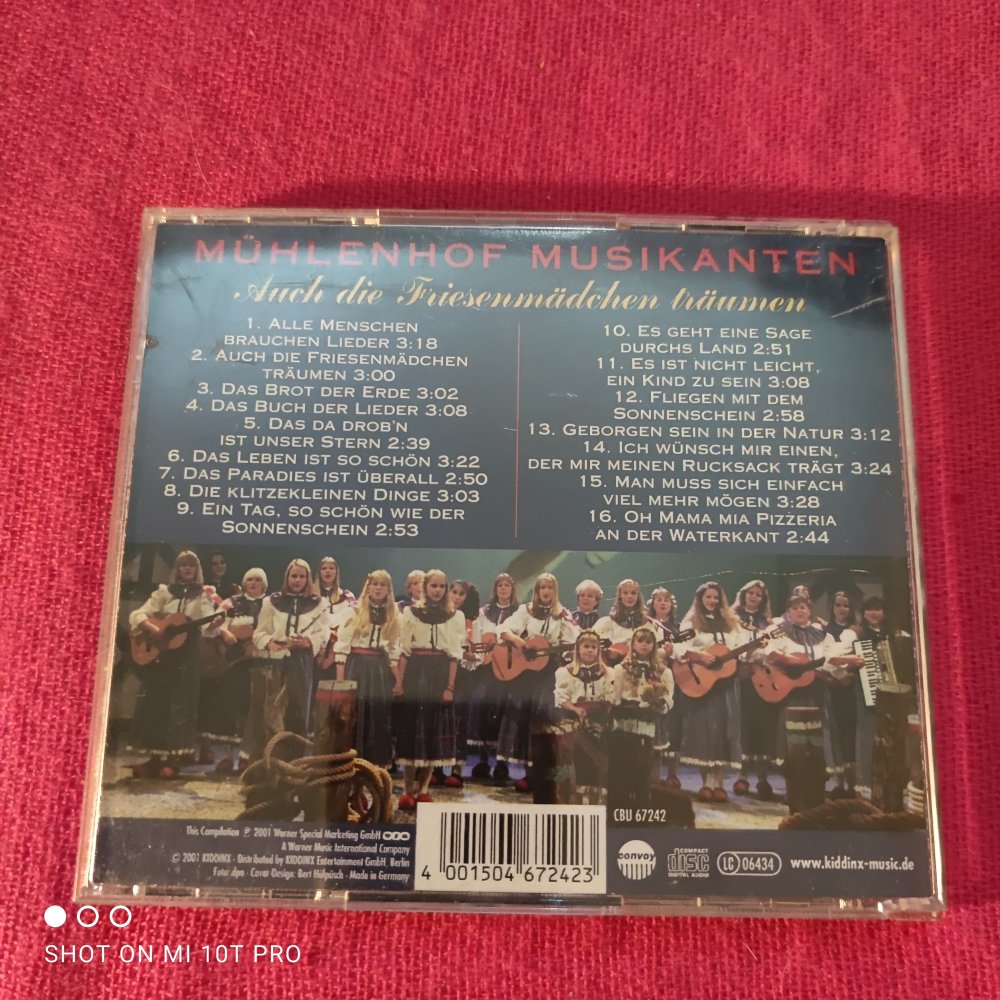 MÜHLENHOF MUSIKANTEN
Auch die Friesenmädchen träumen
1. ALLE MENSCHEN
BRAUCHEN LIEDER 3:18
2. AUCH DIE FRIESENMÄDCHEN
TRÄUMEN 3:00
3. DAS BROT DER ERDE 3:02
4. DAS BUCH DER LIEDER 3:08
5. DAS DA DROB'N
IST UNSER STERN 2:39
6. DAS LEBEN IST SO SCHÖN 3:22
7. DAS PARADIES IST ÜBERALL 2:50
8. DIE KLITZEKLEINEN DINGE 3:03
9. EIN TAG, SO SCHÖN WIE DER
SONNENSCHEIN 2:53
10. ES GEHT EINE SAGE
DURCHS LAND 2:51
11. ES IST NICHT LEICHT,
EIN KIND ZU SEIN 3:08
12. FLIEGEN MIT DEM
SONNENSCHEIN 2:58
13. GEBORGEN SEIN IN DER NATUR 3:12
14. ICH WÜNSCH MIR EINEN,
DER MIR MEINEN RUCKSACK TRÄGT 3:24
15. MAN MUSS SICH EINFACH
VIEL MEHR MÖGEN 3:28
16. OH MAMA MIA PIZZERIA
AN DER WATERKANT 2:44
This Compilation ℗ 2001 Warner Special Marketing GmbH
A Warner Music International Company
© 2001 KIDDINX · Distributed by KIDDINX Entertainment GmbH, Berlin
Foto: dpa · Cover-Design: Bert Hülpüsch · Made in Germany
4 001504 672423
CBU 67242
convoy
COMPACT
disc
DIGITAL AUDIO
LC 06434
www.kiddinx-music.de
SHOT ON MI 10T PRO